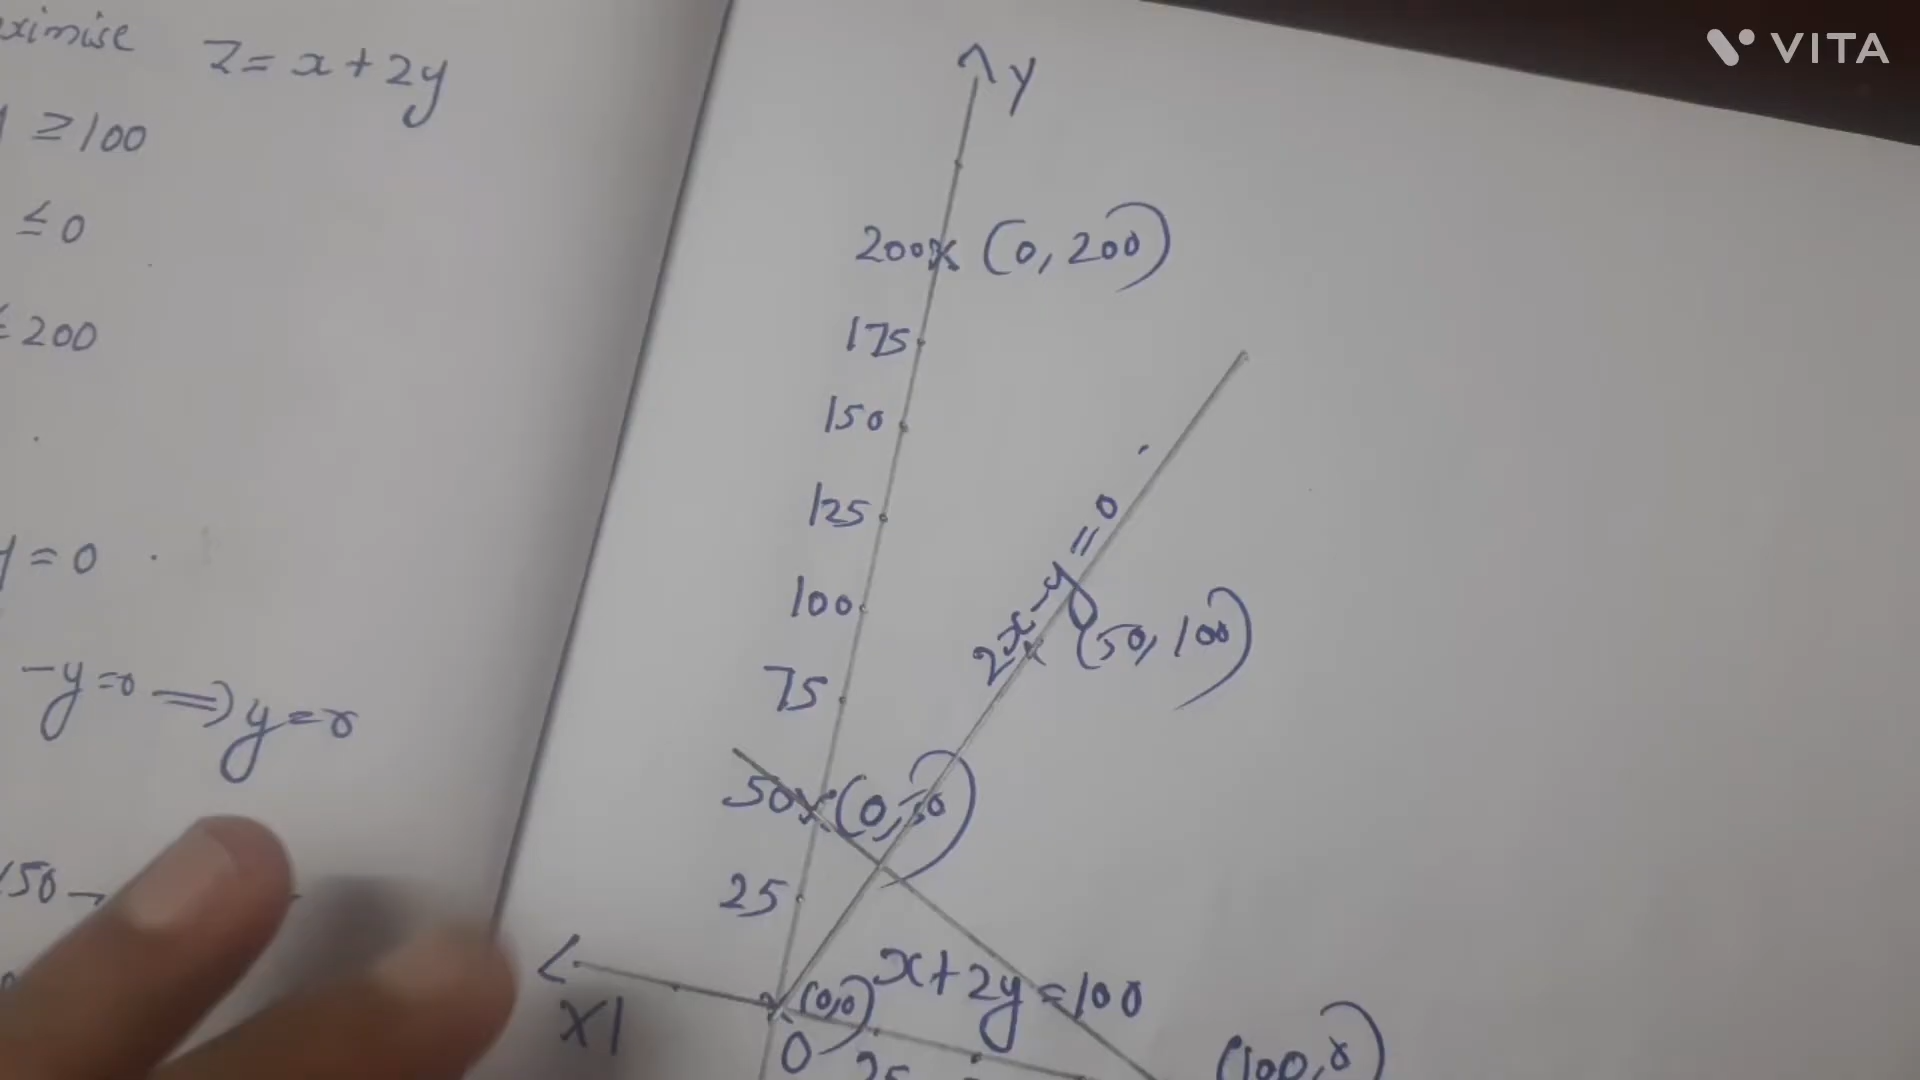 Z = x + 2y
≥ 100
≤ 0
≤ 200
y = 0
-y = 0 ⟹ y = 0
150 -
y
200 (0, 200)
175
150
125
100
75
50 (0, 50)
25
2x - y = 0
(50, 100)
x + 2y = 100
(0,0)
X1
0
25
(100, 0)
VITA